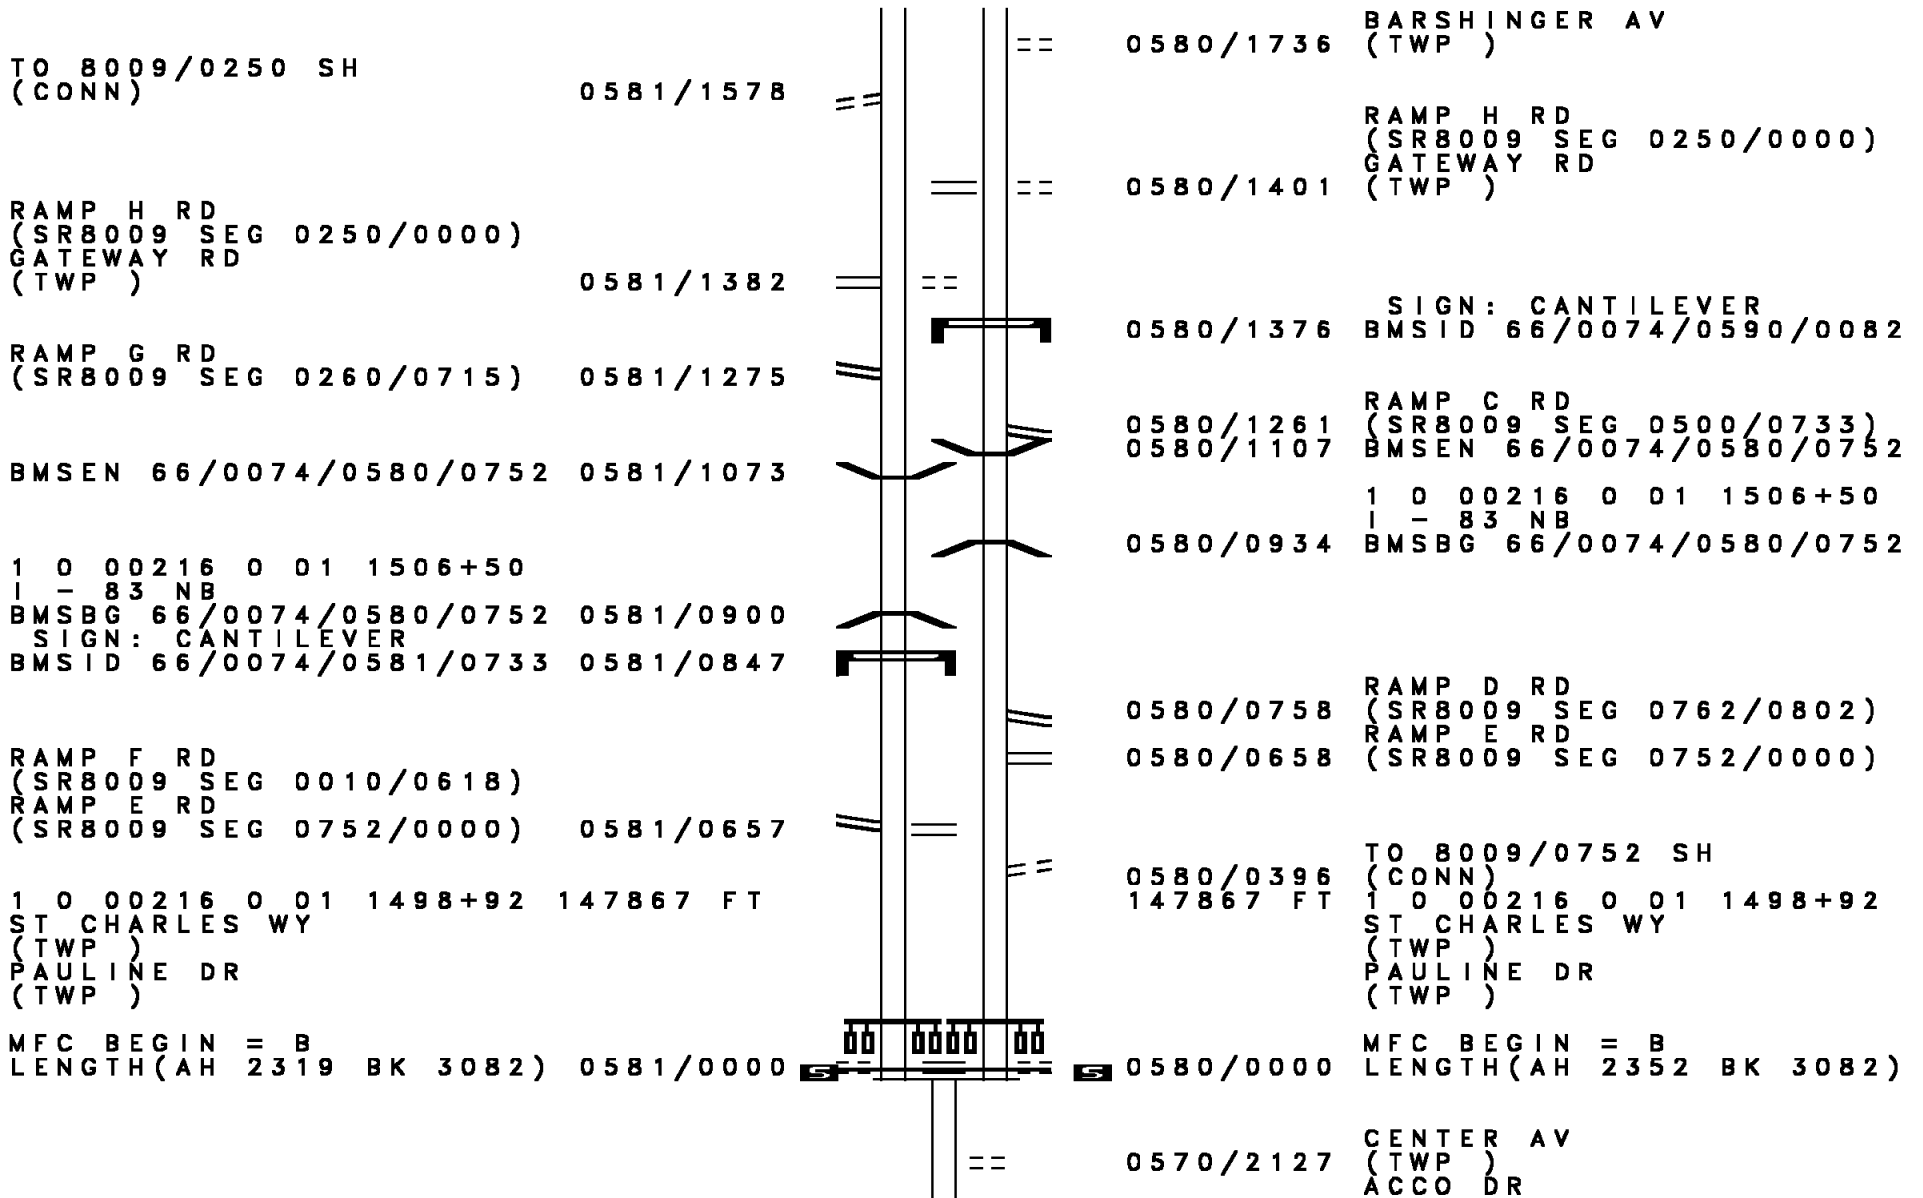 BARSHINGER AV
0580/1736 (TWP )
TO 8009/0250 SH
(CONN) 0581/1578
RAMP H RD
(SR8009 SEG 0250/0000)
GATEWAY RD
0580/1401 (TWP )
RAMP H RD
(SR8009 SEG 0250/0000)
GATEWAY RD
(TWP ) 0581/1382
SIGN: CANTILEVER
0580/1376 BMSID 66/0074/0590/0082
RAMP G RD
(SR8009 SEG 0260/0715) 0581/1275
RAMP C RD
0580/1261 (SR8009 SEG 0500/0733)
0580/1107 BMSEN 66/0074/0580/0752
BMSEN 66/0074/0580/0752 0581/1073
1 0 00216 0 01 1506+50
I - 83 NB
0580/0934 BMSBG 66/0074/0580/0752
1 0 00216 0 01 1506+50
I - 83 NB
BMSBG 66/0074/0580/0752 0581/0900
SIGN: CANTILEVER
BMSID 66/0074/0581/0733 0581/0847
RAMP D RD
0580/0758 (SR8009 SEG 0762/0802)
RAMP E RD
0580/0658 (SR8009 SEG 0752/0000)
RAMP F RD
(SR8009 SEG 0010/0618)
RAMP E RD
(SR8009 SEG 0752/0000) 0581/0657
TO 8009/0752 SH
0580/0396 (CONN)
1 0 00216 0 01 1498+92 147867 FT
ST CHARLES WY
(TWP )
PAULINE DR
(TWP )
147867 FT 1 0 00216 0 01 1498+92
ST CHARLES WY
(TWP )
PAULINE DR
(TWP )
MFC BEGIN = B
LENGTH(AH 2319 BK 3082) 0581/0000 S
MFC BEGIN = B
S 0580/0000 LENGTH(AH 2352 BK 3082)
CENTER AV
0570/2127 (TWP )
ACCO DR